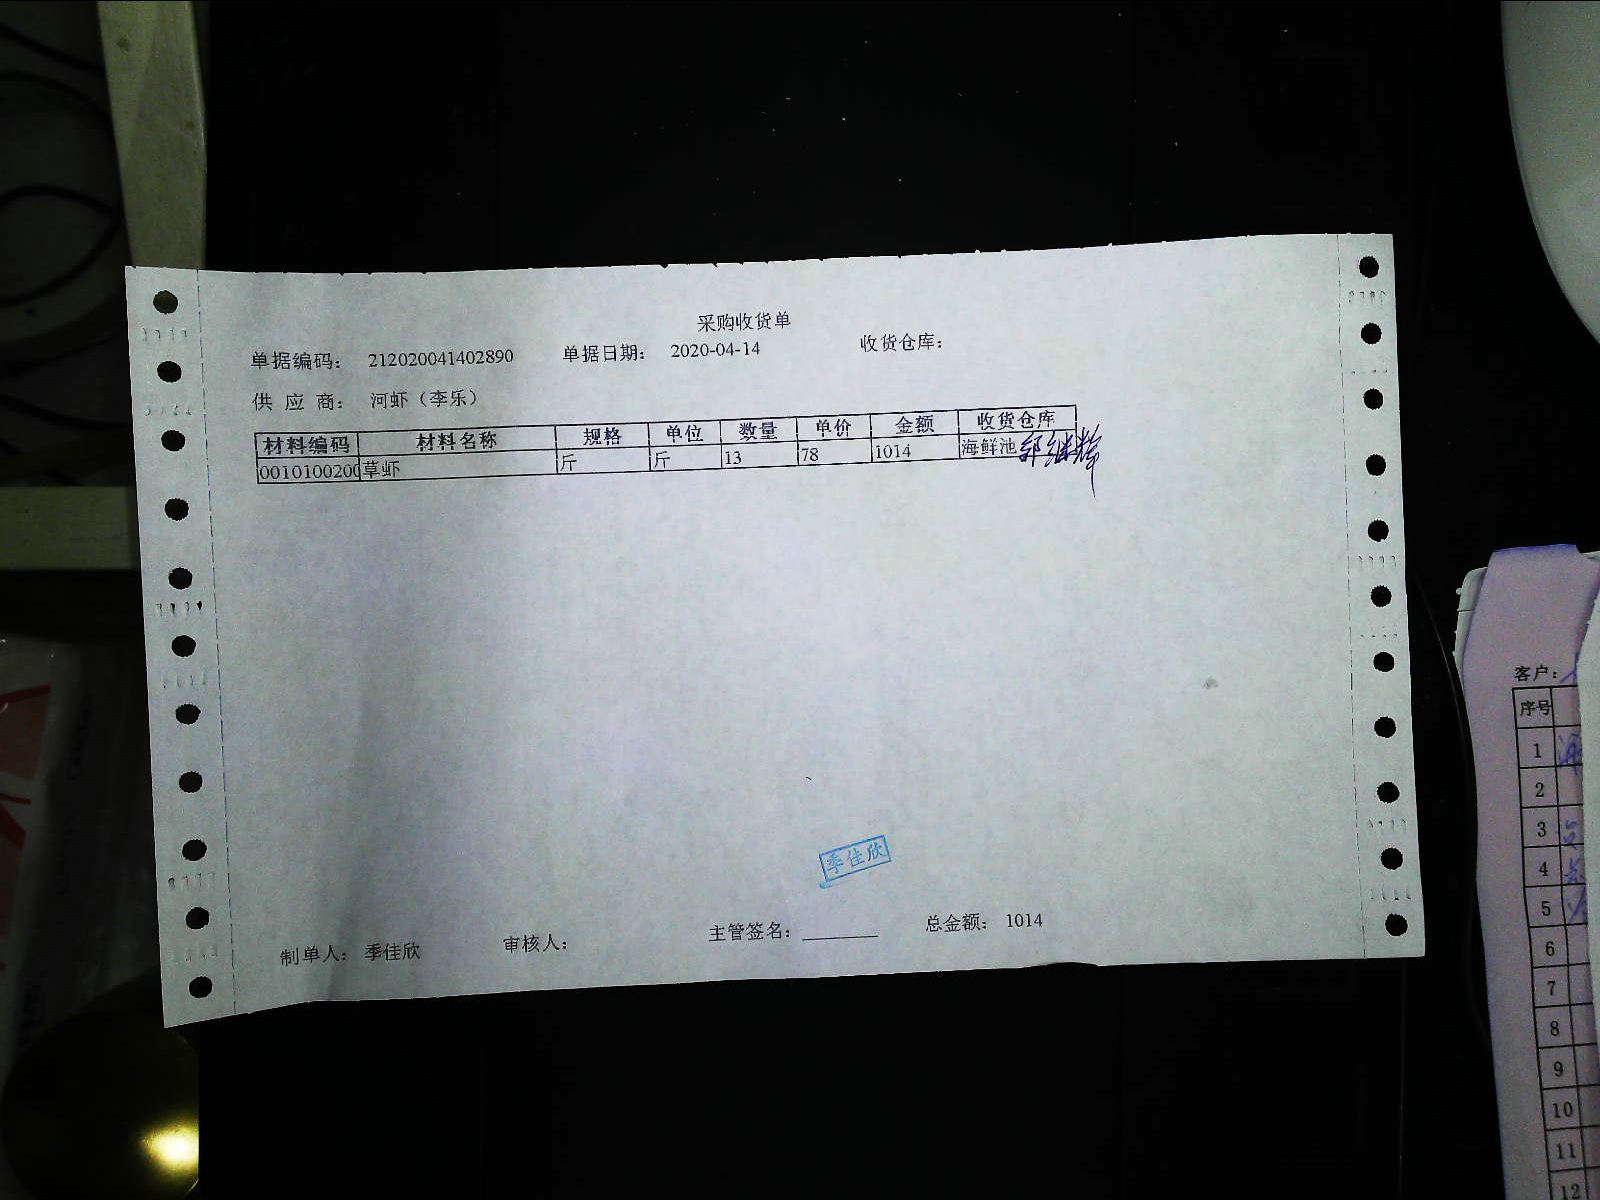 采购收货单
单据编码： 212020041402890 单据日期： 2020-04-14 收货仓库：
供 应 商： 河虾（李乐）
材料编码 材料名称 规格 单位 数量 单价 金额 收货仓库
0010100200 草虾 斤 斤 13 78 1014 海鲜池
季佳欣
制单人： 季佳欣 审核人： 主管签名： 总金额： 1014
客户：
序号
1
2
3
4
5
6
7
8
9
10
11
12